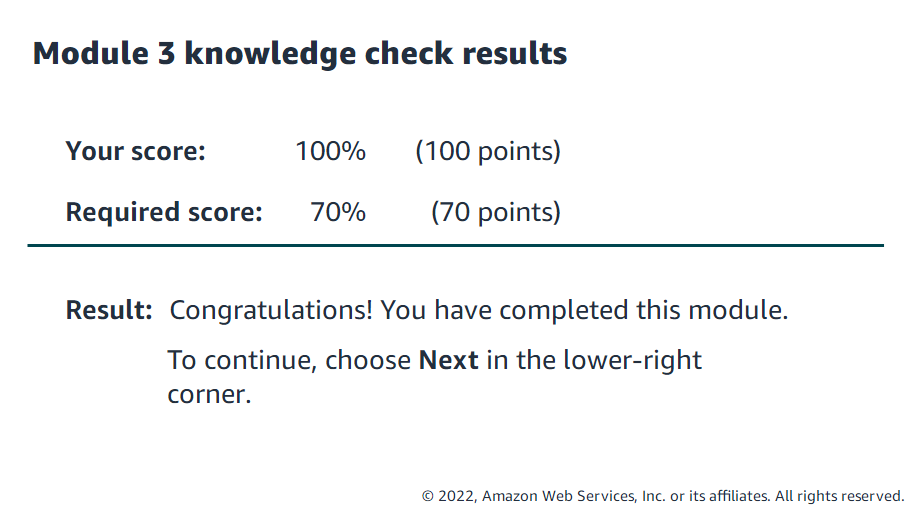 Module 3 knowledge check results
Your score: 100% (100 points)
Required score: 70% (70 points)
Result: Congratulations! You have completed this module.
To continue, choose Next in the lower-right
corner.
© 2022, Amazon Web Services, Inc. or its affiliates. All rights reserved.